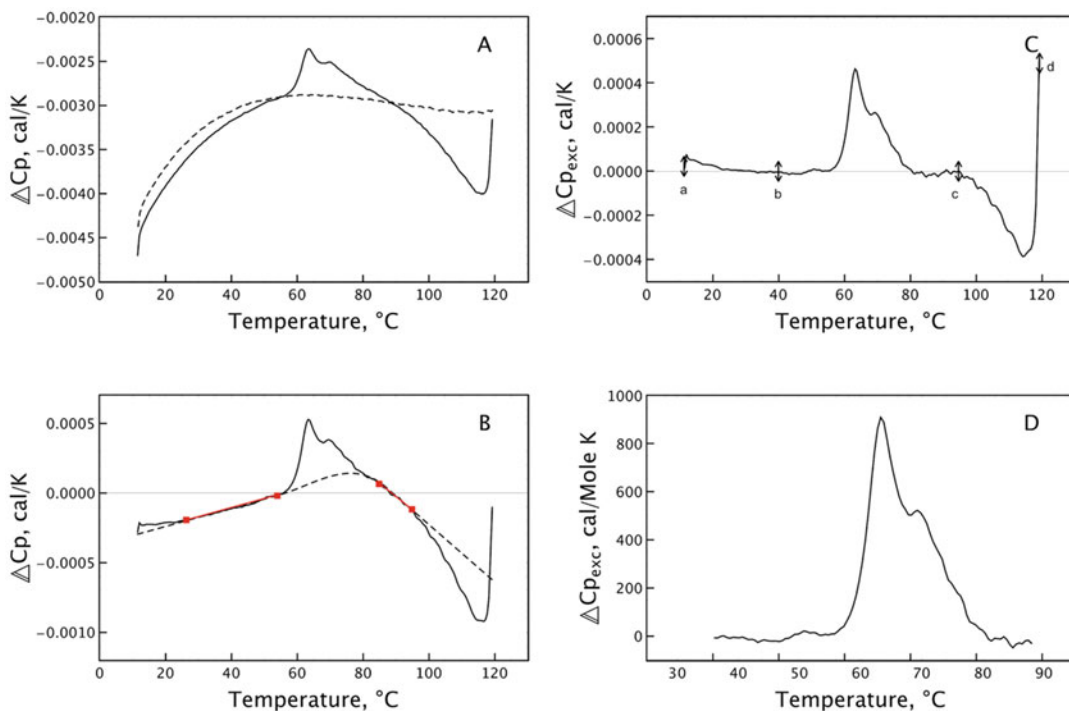 A
ΔCp, cal/K
−0.0020
−0.0025
−0.0030
−0.0035
−0.0040
−0.0045
−0.0050
0 20 40 60 80 100 120
Temperature, °C
C
ΔCp exc, cal/K
0.0006
0.0004
0.0002
0.0000
−0.0002
−0.0004
a
b
c
d
0 20 40 60 80 100 120
Temperature, °C
B
ΔCp, cal/K
0.0005
0.0000
−0.0005
−0.0010
0 20 40 60 80 100 120
Temperature, °C
D
ΔCp exc, cal/Mole K
1000
800
600
400
200
0
30 40 50 60 70 80 90
Temperature, °C